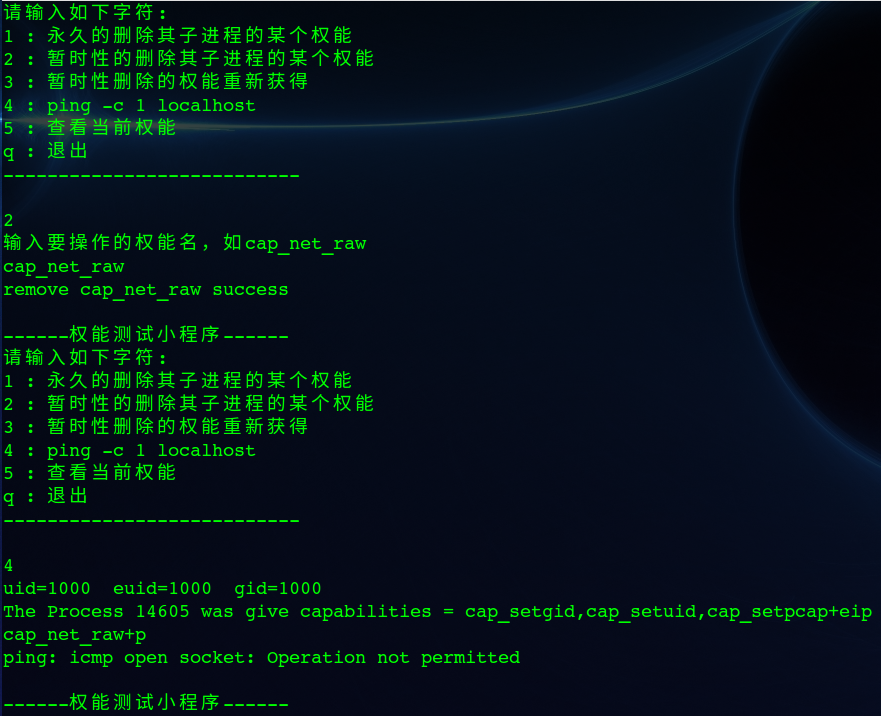 请输入如下字符:
1 : 永久的删除其子进程的某个权能
2 : 暂时性的删除其子进程的某个权能
3 : 暂时性删除的权能重新获得
4 : ping -c 1 localhost
5 : 查看当前权能
q : 退出
---------------------------
2
输入要操作的权能名，如cap_net_raw
cap_net_raw
remove cap_net_raw success
------权能测试小程序------
请输入如下字符:
1 : 永久的删除其子进程的某个权能
2 : 暂时性的删除其子进程的某个权能
3 : 暂时性删除的权能重新获得
4 : ping -c 1 localhost
5 : 查看当前权能
q : 退出
---------------------------
4
uid=1000  euid=1000  gid=1000
The Process 14605 was give capabilities = cap_setgid,cap_setuid,cap_setpcap+eip
cap_net_raw+p
ping: icmp open socket: Operation not permitted
------权能测试小程序------